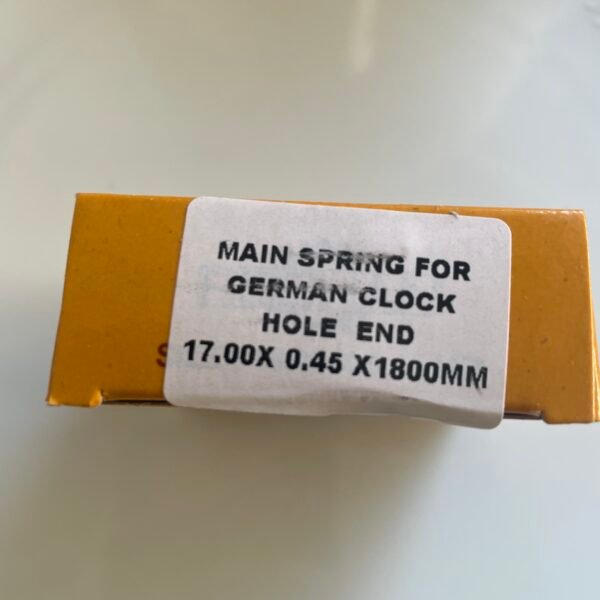 MAIN SPRING FOR
GERMAN CLOCK
HOLE END
17.00X 0.45 X1800MM